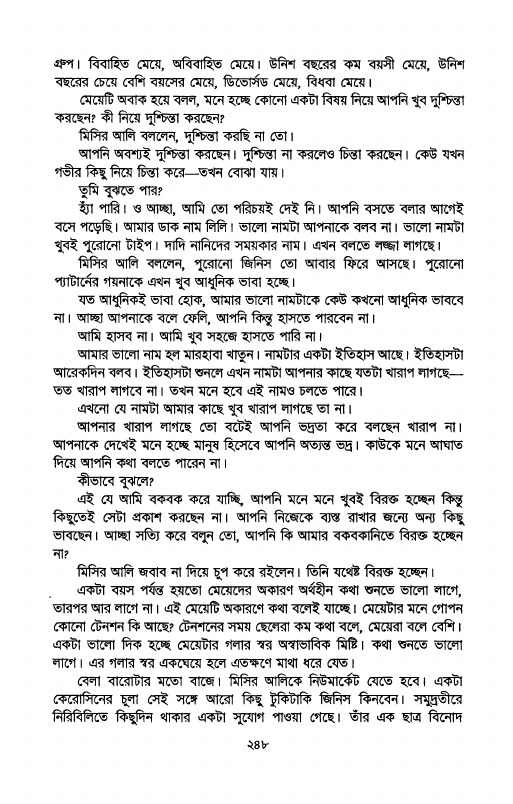 গ্রুপ। বিবাহিত মেয়ে, অবিবাহিত মেয়ে। উনিশ বছরের কম বয়সী মেয়ে, উনিশ
বছরের চেয়ে বেশি বয়সের মেয়ে, ডিভোর্সড মেয়ে, বিধবা মেয়ে।
মেয়েটি অবাক হয়ে বলল, মনে হচ্ছে কোনো একটা বিষয় নিয়ে আপনি খুব দুশ্চিন্তা
করছেন? কী নিয়ে দুশ্চিন্তা করছেন?
মিসির আলি বললেন, দুশ্চিন্তা করছি না তো।
আপনি অবশ্যই দুশ্চিন্তা করছেন। দুশ্চিন্তা না করলেও চিন্তা করছেন। কেউ যখন
গভীর কিছু নিয়ে চিন্তা করে—তখন বোঝা যায়।
তুমি বুঝতে পার?
হ্যাঁ পারি। ও আচ্ছা, আমি তো পরিচয়ই দেই নি। আপনি বসতে বলার আগেই
বসে পড়েছি। আমার ডাক নাম লিলি। ভালো নামটা আপনাকে বলব না। ভালো নামটা
খুবই পুরোনো টাইপ। দাদি নানিদের সময়কার নাম। এখন বলতে লজ্জা লাগছে।
মিসির আলি বললেন, পুরোনো জিনিস তো আবার ফিরে আসছে। পুরোনো
প্যাটার্নের গয়নাকে এখন খুব আধুনিক ভাবা হচ্ছে।
যত আধুনিকই ভাবা হোক, আমার ভালো নামটাকে কেউ কখনো আধুনিক ভাববে
না। আচ্ছা আপনাকে বলে ফেলি, আপনি কিন্তু হাসতে পারবেন না।
আমি হাসব না। আমি খুব সহজে হাসতে পারি না।
আমার ভালো নাম হল মারহাবা খাতুন। নামটার একটা ইতিহাস আছে। ইতিহাসটা
আরেকদিন বলব। ইতিহাসটা শুনলে এখন নামটা আপনার কাছে যতটা খারাপ লাগছে—
তত খারাপ লাগবে না। তখন মনে হবে এই নামও চলতে পারে।
এখনো যে নামটা আমার কাছে খুব খারাপ লাগছে তা না।
আপনার খারাপ লাগছে তো বটেই আপনি ভদ্রতা করে বলছেন খারাপ না।
আপনাকে দেখেই মনে হচ্ছে মানুষ হিসেবে আপনি অত্যন্ত ভদ্র। কাউকে মনে আঘাত
দিয়ে আপনি কথা বলতে পারেন না।
কীভাবে বুঝলে?
এই যে আমি বকবক করে যাচ্ছি, আপনি মনে মনে খুবই বিরক্ত হচ্ছেন কিন্তু
কিছুতেই সেটা প্রকাশ করছেন না। আপনি নিজেকে ব্যস্ত রাখার জন্যে অন্য কিছু
ভাবছেন। আচ্ছা সত্যি করে বলুন তো, আপনি কি আমার বকবকানিতে বিরক্ত হচ্ছেন
না?
মিসির আলি জবাব না দিয়ে চুপ করে রইলেন। তিনি যথেষ্ট বিরক্ত হচ্ছেন।
একটা বয়স পর্যন্ত হয়তো মেয়েদের অকারণ অর্থহীন কথা শুনতে ভালো লাগে,
তারপর আর লাগে না। এই মেয়েটি অকারণে কথা বলেই যাচ্ছে। মেয়েটার মনে গোপন
কোনো টেনশন কি আছে? টেনশনের সময় ছেলেরা কম কথা বলে, মেয়েরা বলে বেশি।
একটা ভালো দিক হচ্ছে মেয়েটার গলার স্বর অস্বাভাবিক মিষ্টি। কথা শুনতে ভালো
লাগে। এর গলার স্বর একঘেয়ে হলে এতক্ষণে মাথা ধরে যেত।
বেলা বারোটার মতো বাজে। মিসির আলিকে নিউমার্কেট যেতে হবে। একটা
কেরোসিনের চুলা সেই সঙ্গে আরো কিছু টুকিটাকি জিনিস কিনবেন। সমুদ্রতীরে
নিরিবিলিতে কিছুদিন থাকার একটা সুযোগ পাওয়া গেছে। তাঁর এক ছাত্র বিনোদ
২৪৮